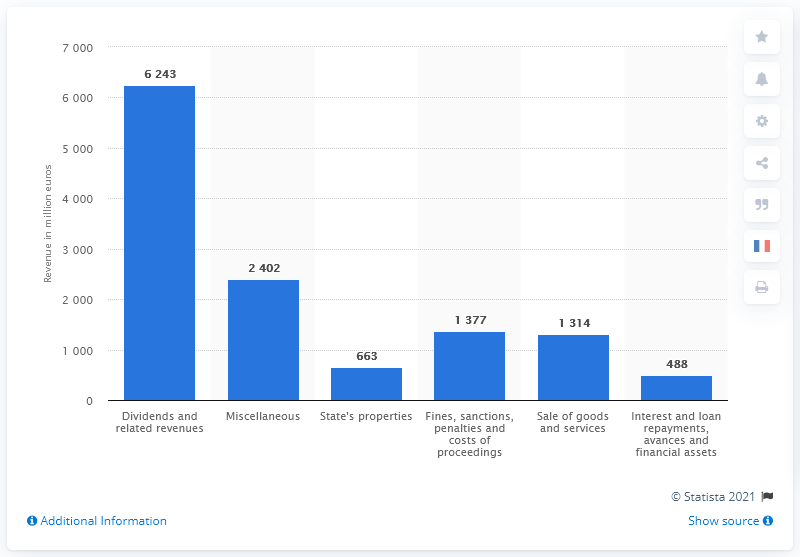 Revenue in million euros
7 000
6 000
5 000
4 000
3 000
2 000
1 000
0
6 243
2 402
663
1 377
1 314
488
Dividends and
related revenues
Miscellaneous
State's properties
Fines, sanctions,
penalties and
costs of
proceedings
Sale of goods
and services
Interest and loan
repayments,
avances and
financial assets
© Statista 2021
Additional Information
Show source